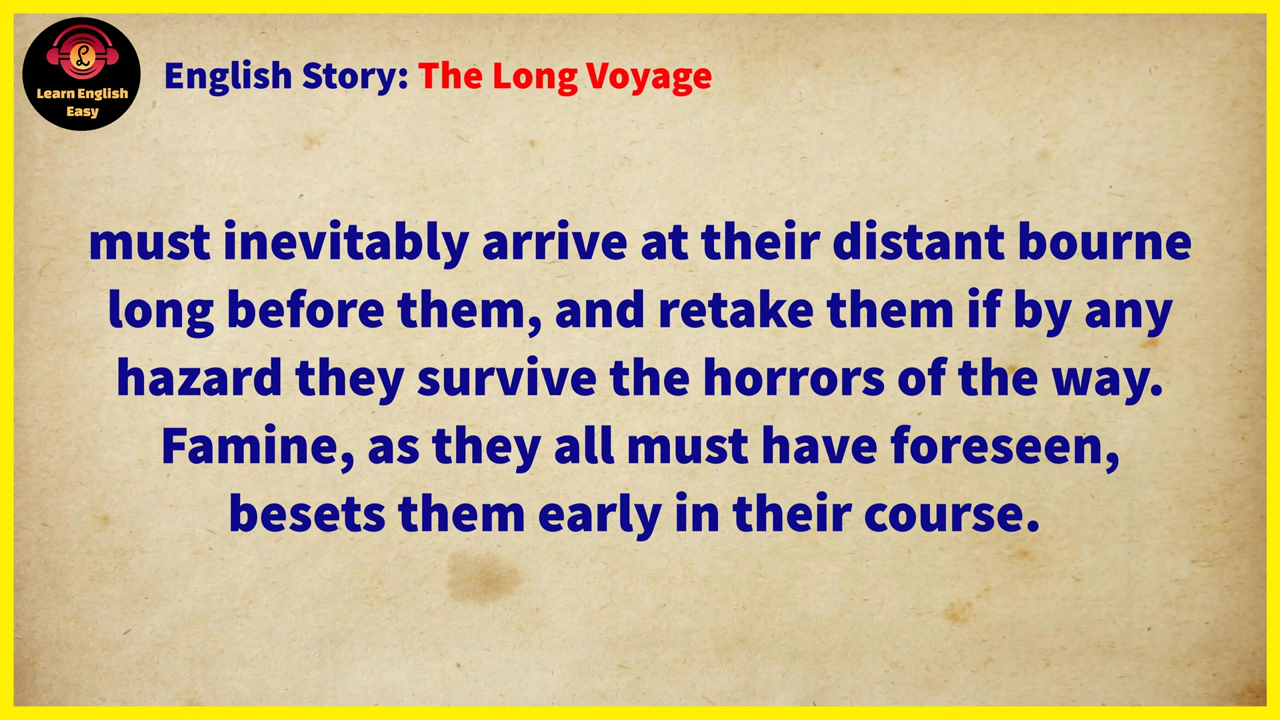 Learn English
Easy
English Story: The Long Voyage
must inevitably arrive at their distant bourne
long before them, and retake them if by any
hazard they survive the horrors of the way.
Famine, as they all must have foreseen,
besets them early in their course.